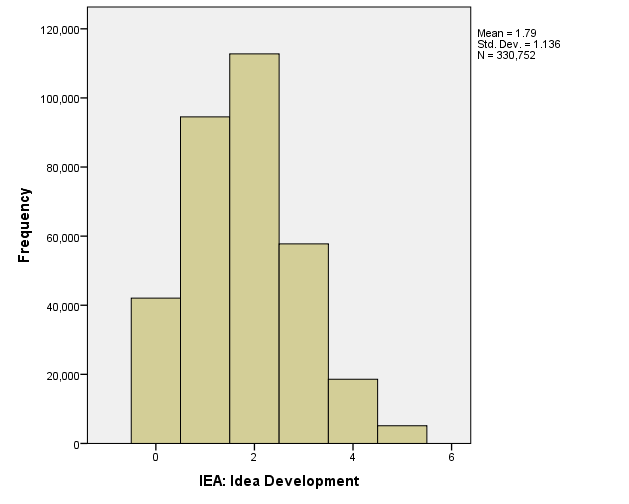 120,000
100,000
80,000
60,000
40,000
20,000
0
Frequency
0 2 4 6
IEA: Idea Development
Mean = 1.79
Std. Dev. = 1.136
N = 330,752